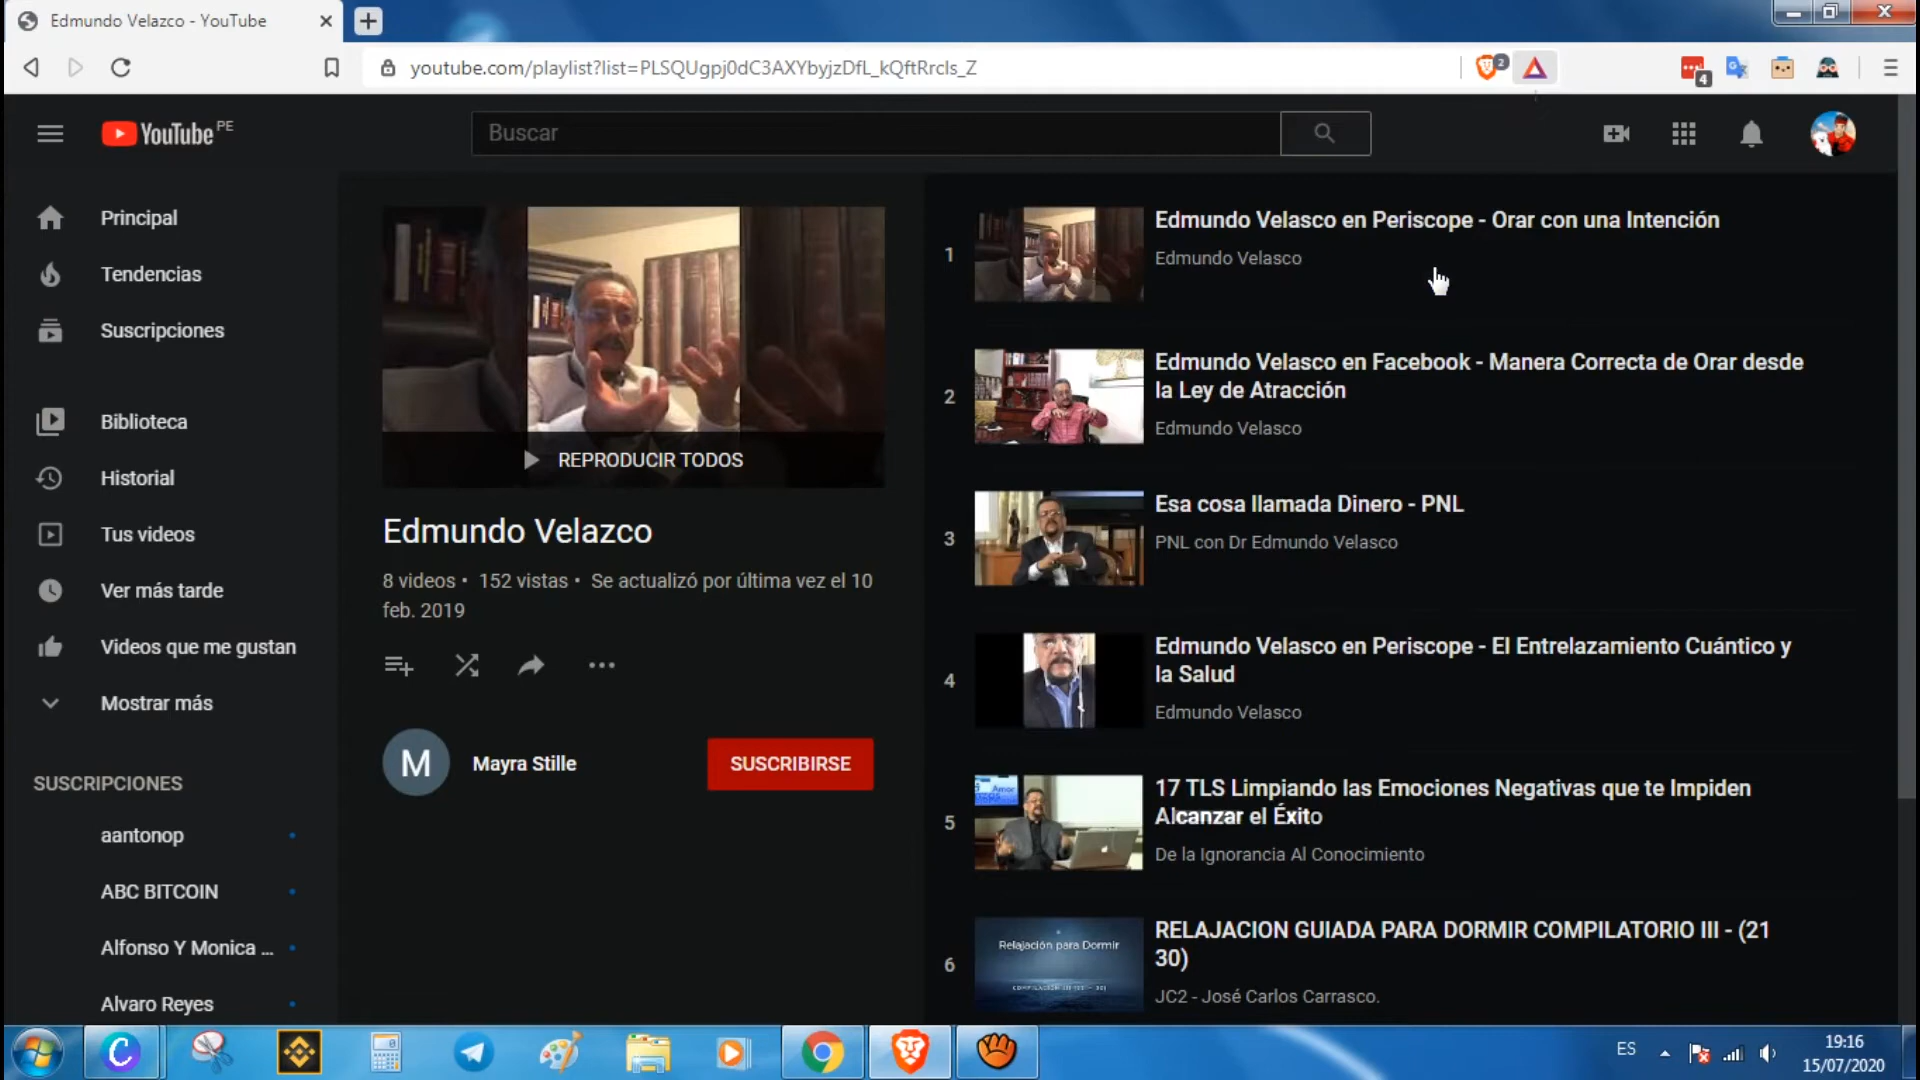 Edmundo Velazco - YouTube
youtube.com/playlist?list=PLSQUgpj0dC3AXYbyjzDfL_kQftRrcls_Z
2
4
YouTube PE
Buscar
Principal
Tendencias
Suscripciones
Biblioteca
Historial
Tus videos
Ver más tarde
Videos que me gustan
Mostrar más
SUSCRIPCIONES
aantonop
ABC BITCOIN
Alfonso Y Monica ...
Alvaro Reyes
REPRODUCIR TODOS
Edmundo Velazco
8 videos • 152 vistas • Se actualizó por última vez el 10
feb. 2019
M
Mayra Stille
SUSCRIBIRSE
1
Edmundo Velasco en Periscope - Orar con una Intención
Edmundo Velasco
2
Edmundo Velasco en Facebook - Manera Correcta de Orar desde
la Ley de Atracción
Edmundo Velasco
3
Esa cosa llamada Dinero - PNL
PNL con Dr Edmundo Velasco
4
Edmundo Velasco en Periscope - El Entrelazamiento Cuántico y
la Salud
Edmundo Velasco
5
Amor
17 TLS Limpiando las Emociones Negativas que te Impiden
Alcanzar el Éxito
De la Ignorancia Al Conocimiento
6
Relajación para Dormir
RELAJACION GUIADA PARA DORMIR COMPILATORIO III - (21
30)
JC2 - José Carlos Carrasco.
ES
19:16
15/07/2020